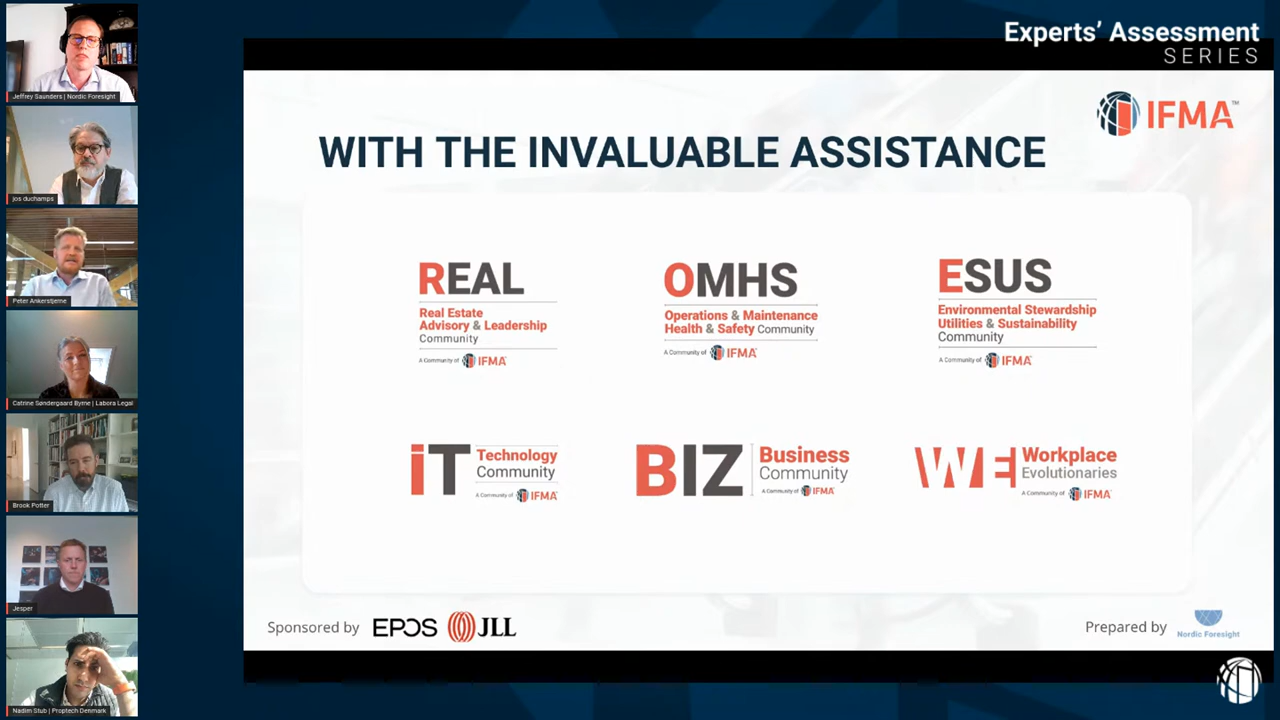 Experts' Assessment
SERIES
IFMA™
WITH THE INVALUABLE ASSISTANCE
REAL
Real Estate
Advisory & Leadership
Community
A Community of IFMA
OMHS
Operations & Maintenance
Health & Safety Community
A Community of IFMA
ESUS
Environmental Stewardship
Utilities & Sustainability
Community
A Community of IFMA
iT
Technology
Community
A Community of IFMA
BIZ
Business
Community
A Community of IFMA
WE
Workplace
Evolutionaries
A Community of IFMA
Sponsored by EPOS JLL
Prepared by Nordic Foresight
Jeffrey Saunders | Nordic Foresight
jos duchamps
Peter Ankerstjerne
Catrine Søndergaard Byrne | Labora Legal
Brook Potter
Jesper
Nadim Stub | Proptech Denmark